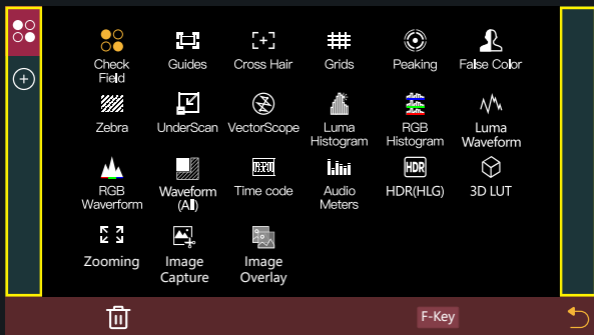 Check
Field
Guides
Cross Hair
Grids
Peaking
False Color
Zebra
UnderScan
VectorScope
Luma
Histogram
RGB
Histogram
Luma
Waveform
RGB
Waverform
Waveform
(All)
Time code
Audio
Meters
HDR
HDR(HLG)
3D LUT
Zooming
Image
Capture
Image
Overlay
F-Key